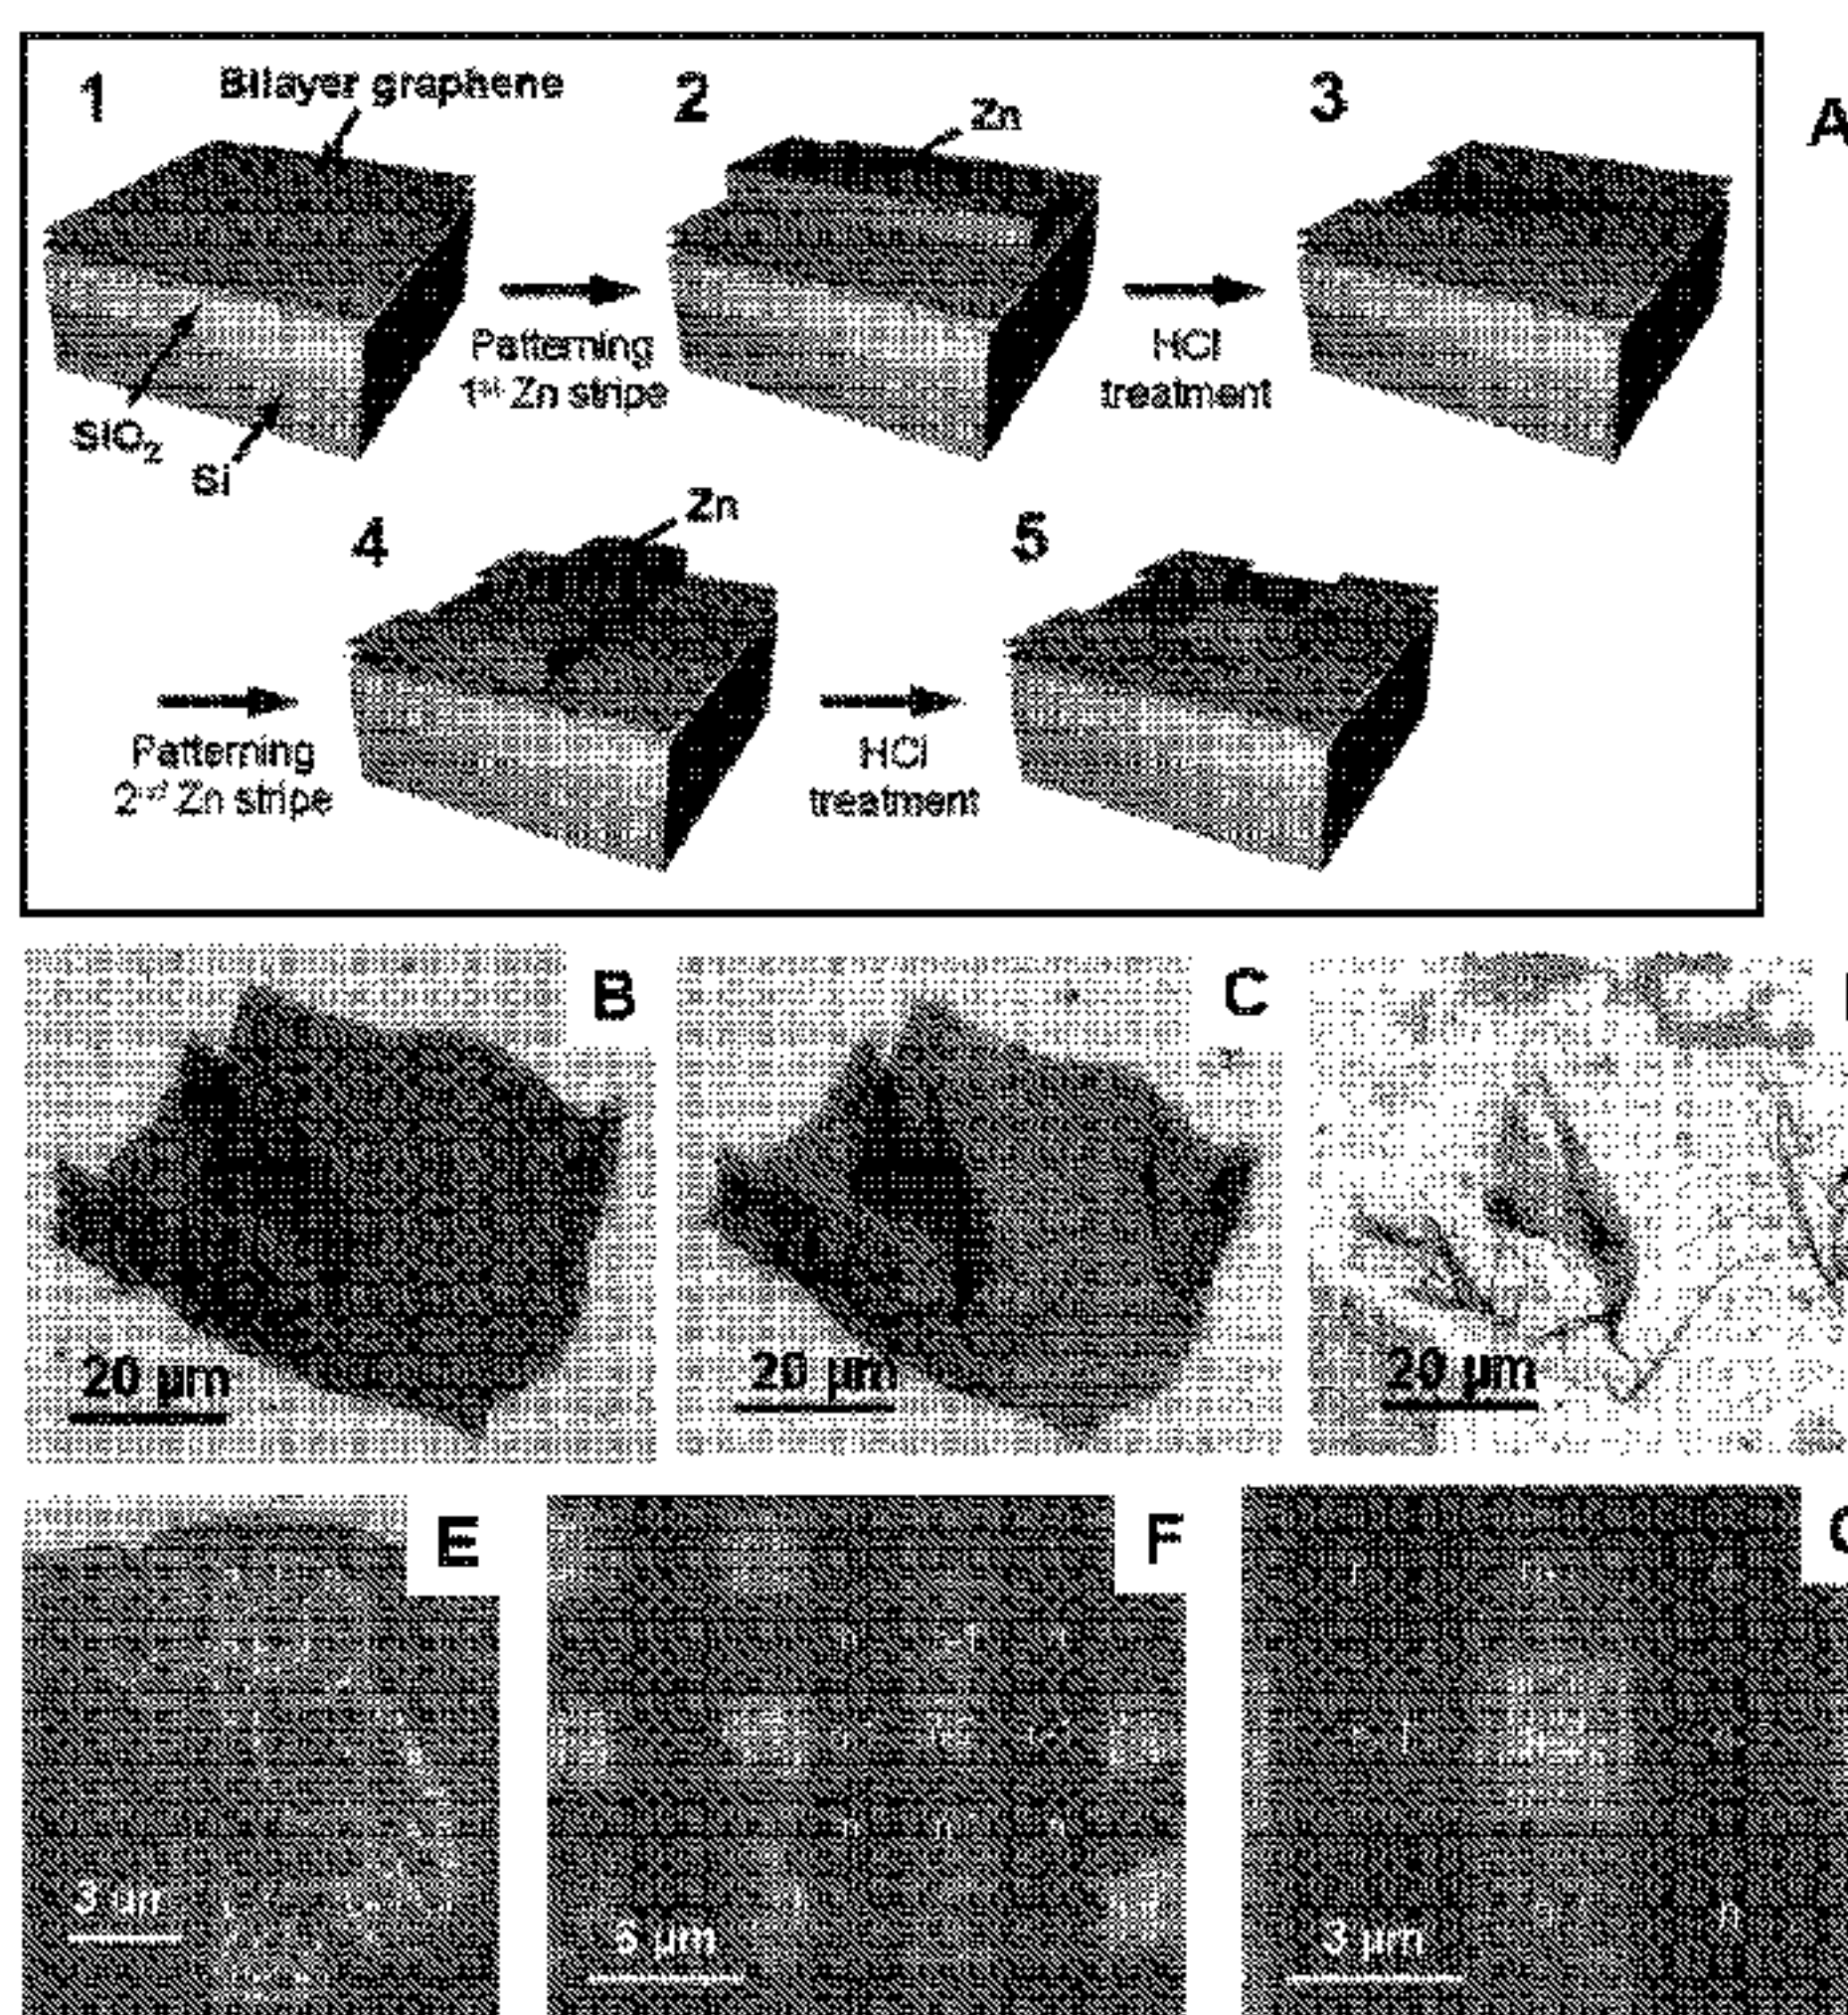 1
Bilayer graphene
2
Zn
3
A
SiO2
Si
Patterning
1st Zn stripe
HCl
treatment
4
Zn
5
Patterning
2nd Zn stripe
HCl
treatment
B
C
20 μm
20 μm
20 μm
E
F
n
n
n
n
n
3 μm
6 μm
3 μm
n